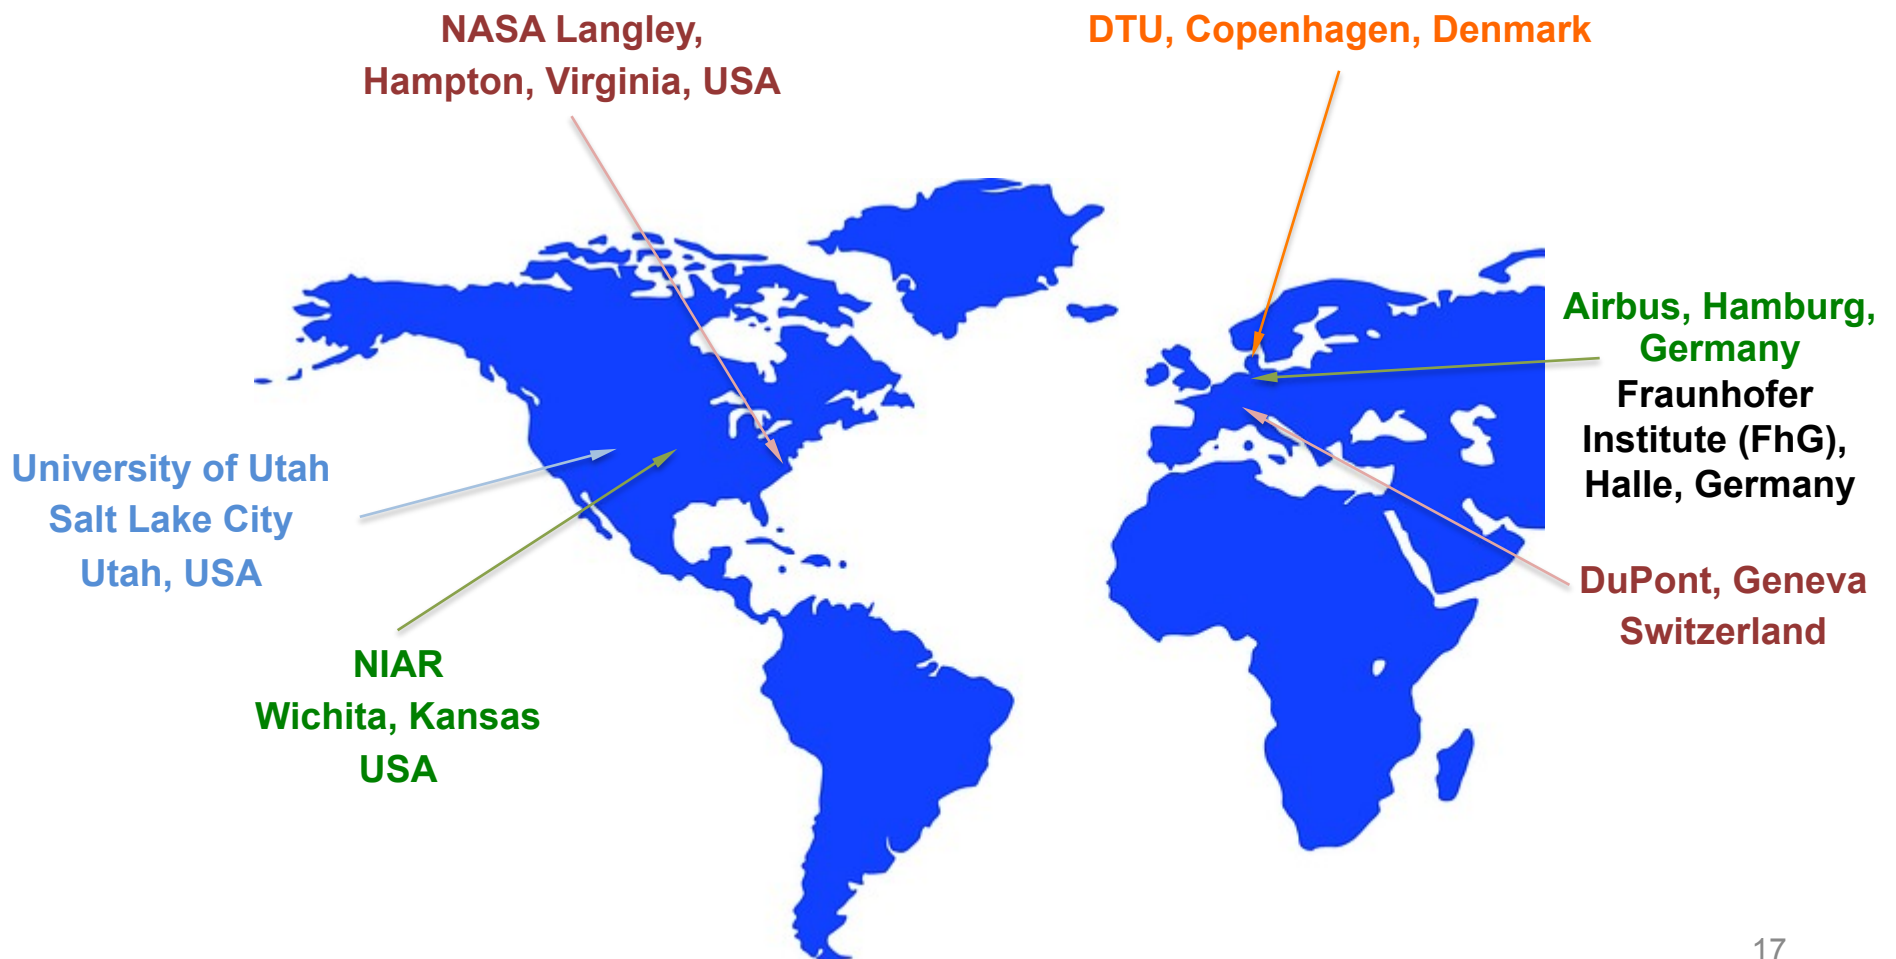 NASA Langley,
Hampton, Virginia, USA
DTU, Copenhagen, Denmark
Airbus, Hamburg,
Germany
Fraunhofer
Institute (FhG),
Halle, Germany
University of Utah
Salt Lake City
Utah, USA
DuPont, Geneva
Switzerland
NIAR
Wichita, Kansas
USA
17